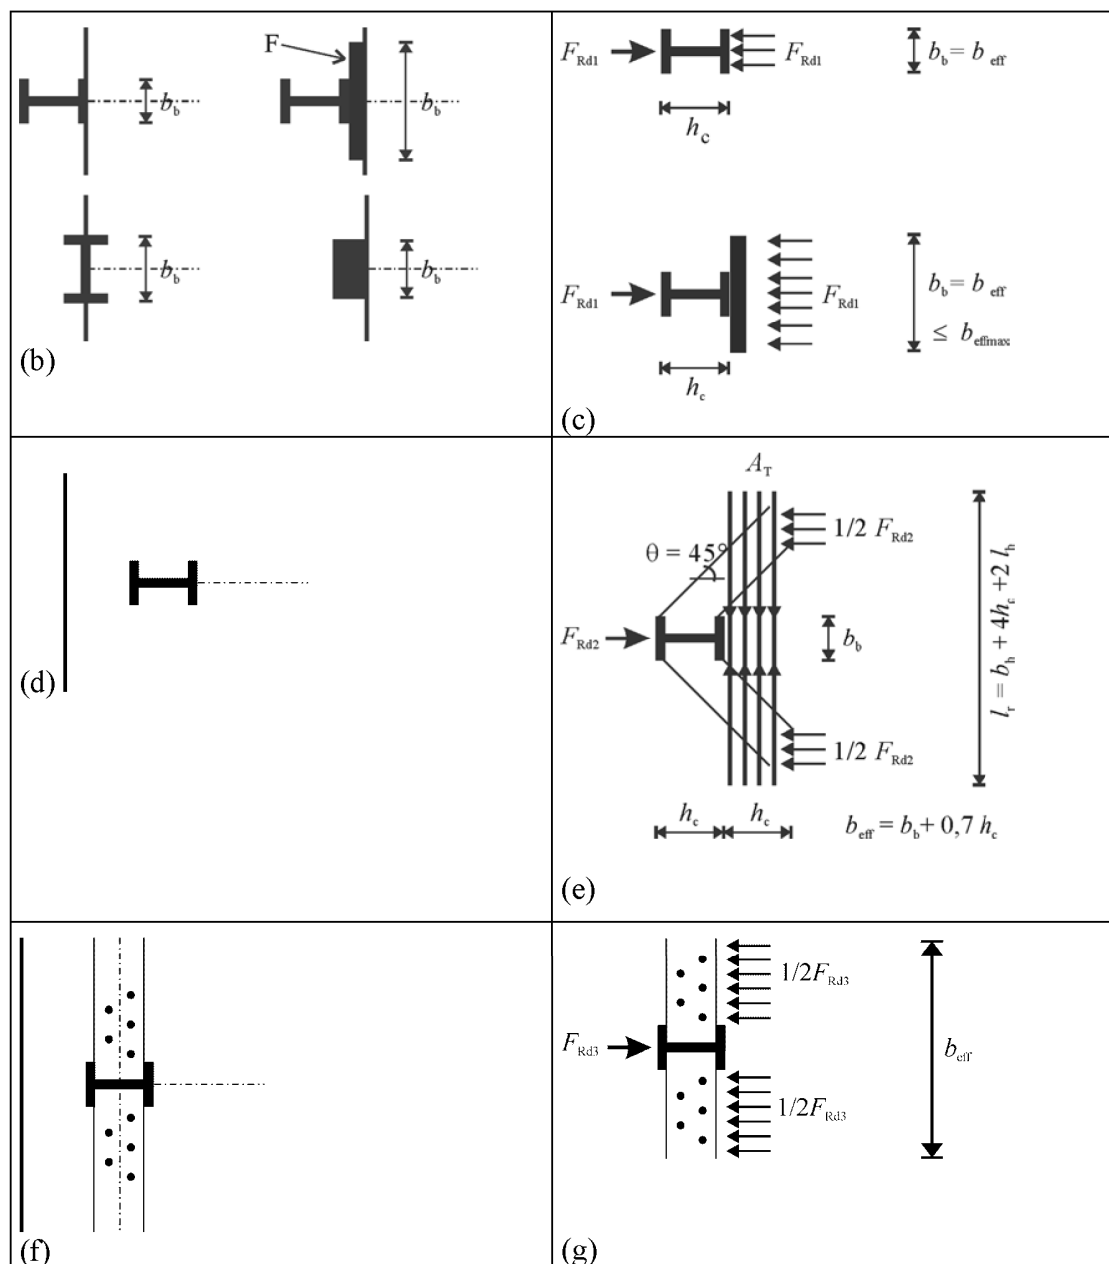 F
b_b
b_b
b_b
b_b
(b)
F_Rd1
F_Rd1
b_b = b_eff
h_c
F_Rd1
F_Rd1
b_b = b_eff
≤ b_effmax
h_c
(c)
(d)
A_T
1/2 F_Rd2
θ = 45°
F_Rd2
b_b
l_r = b_b + 4h_c + 2 l_b
1/2 F_Rd2
h_c
h_c
b_eff = b_b + 0,7 h_c
(e)
(f)
1/2F_Rd3
F_Rd3
b_eff
1/2F_Rd3
(g)